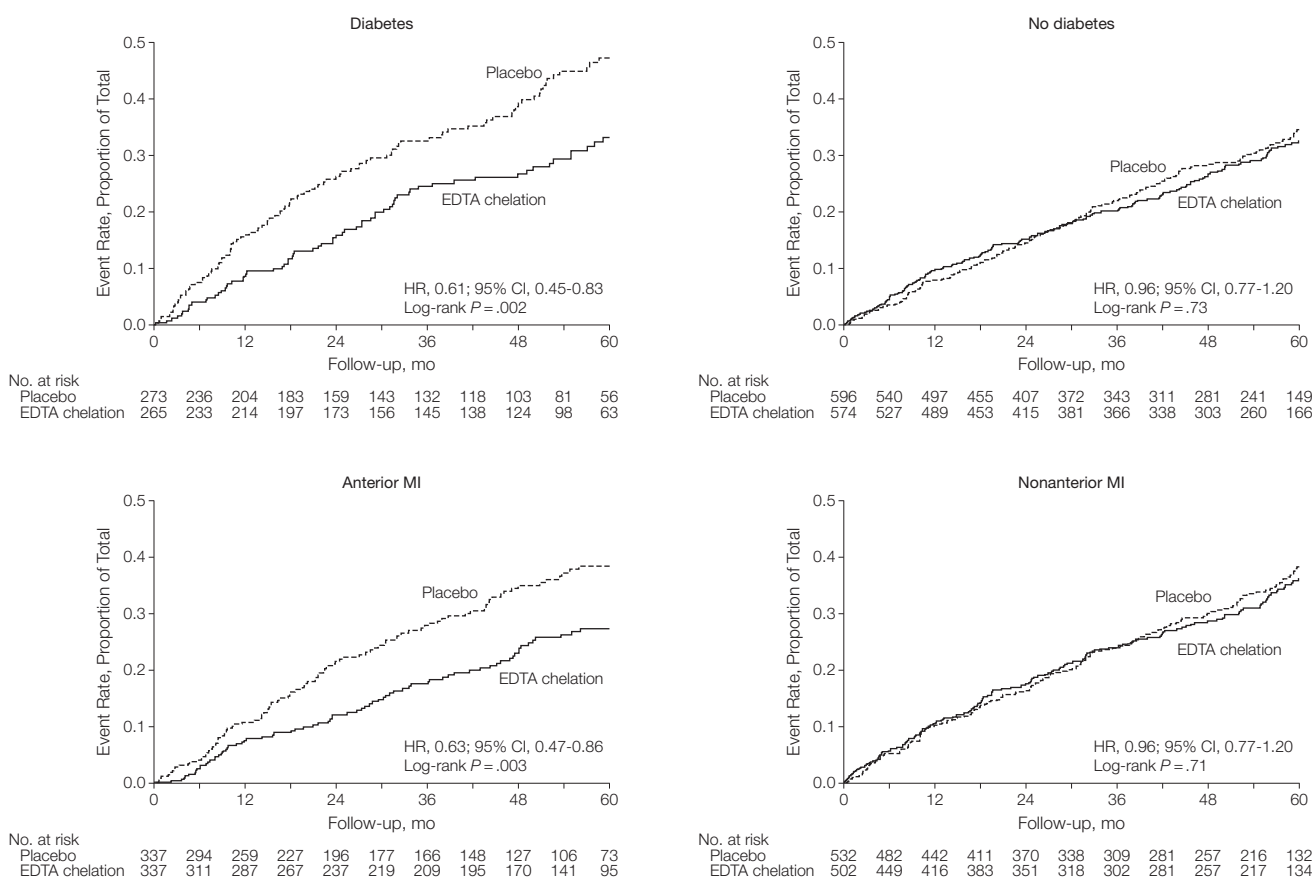 Diabetes
Event Rate, Proportion of Total
0.5
0.4
0.3
0.2
0.1
0.0
Placebo
EDTA chelation
HR, 0.61; 95% CI, 0.45-0.83
Log-rank P = .002
0 12 24 36 48 60
Follow-up, mo
No. at risk
Placebo 273 236 204 183 159 143 132 118 103 81 56
EDTA chelation 265 233 214 197 173 156 145 138 124 98 63
No diabetes
Event Rate, Proportion of Total
0.5
0.4
0.3
0.2
0.1
0.0
Placebo
EDTA chelation
HR, 0.96; 95% CI, 0.77-1.20
Log-rank P = .73
0 12 24 36 48 60
Follow-up, mo
No. at risk
Placebo 596 540 497 455 407 372 343 311 281 241 149
EDTA chelation 574 527 489 453 415 381 366 338 303 260 166
Anterior MI
Event Rate, Proportion of Total
0.5
0.4
0.3
0.2
0.1
0.0
Placebo
EDTA chelation
HR, 0.63; 95% CI, 0.47-0.86
Log-rank P = .003
0 12 24 36 48 60
Follow-up, mo
No. at risk
Placebo 337 294 259 227 196 177 166 148 127 106 73
EDTA chelation 337 311 287 267 237 219 209 195 170 141 95
Nonanterior MI
Event Rate, Proportion of Total
0.5
0.4
0.3
0.2
0.1
0.0
Placebo
EDTA chelation
HR, 0.96; 95% CI, 0.77-1.20
Log-rank P = .71
0 12 24 36 48 60
Follow-up, mo
No. at risk
Placebo 532 482 442 411 370 338 309 281 257 216 132
EDTA chelation 502 449 416 383 351 318 302 281 257 217 134